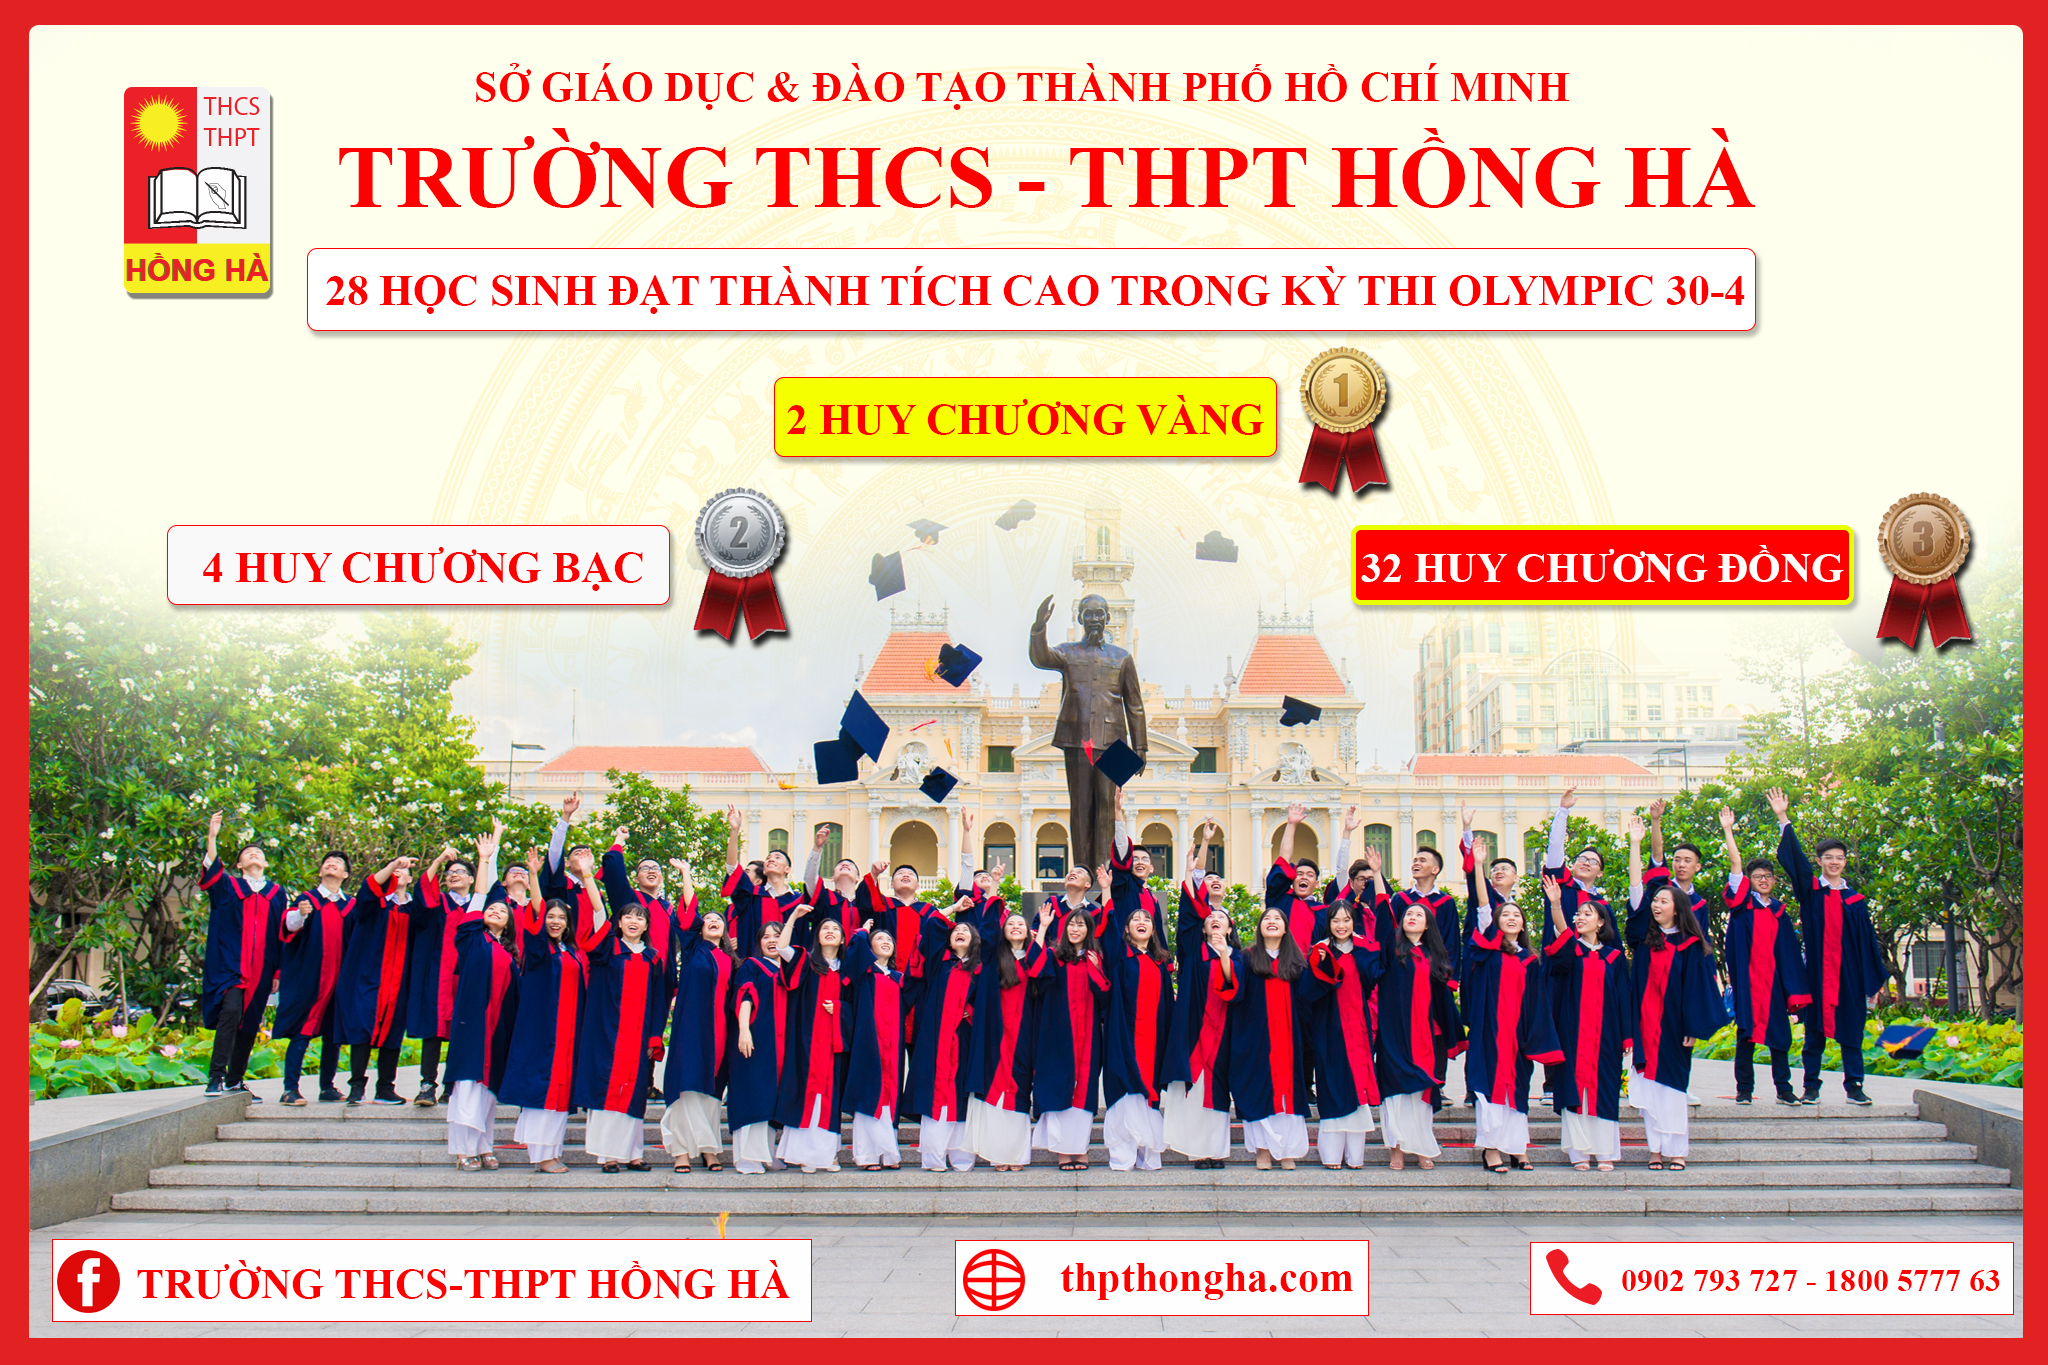 THCS
THPT
HỒNG HÀ
SỞ GIÁO DỤC & ĐÀO TẠO THÀNH PHỐ HỒ CHÍ MINH
TRƯỜNG THCS - THPT HỒNG HÀ
28 HỌC SINH ĐẠT THÀNH TÍCH CAO TRONG KỲ THI OLYMPIC 30-4
2 HUY CHƯƠNG VÀNG
1
4 HUY CHƯƠNG BẠC
2
32 HUY CHƯƠNG ĐỒNG
3
TRƯỜNG THCS-THPT HỒNG HÀ
thpthongha.com
0902 793 727 - 1800 5777 63